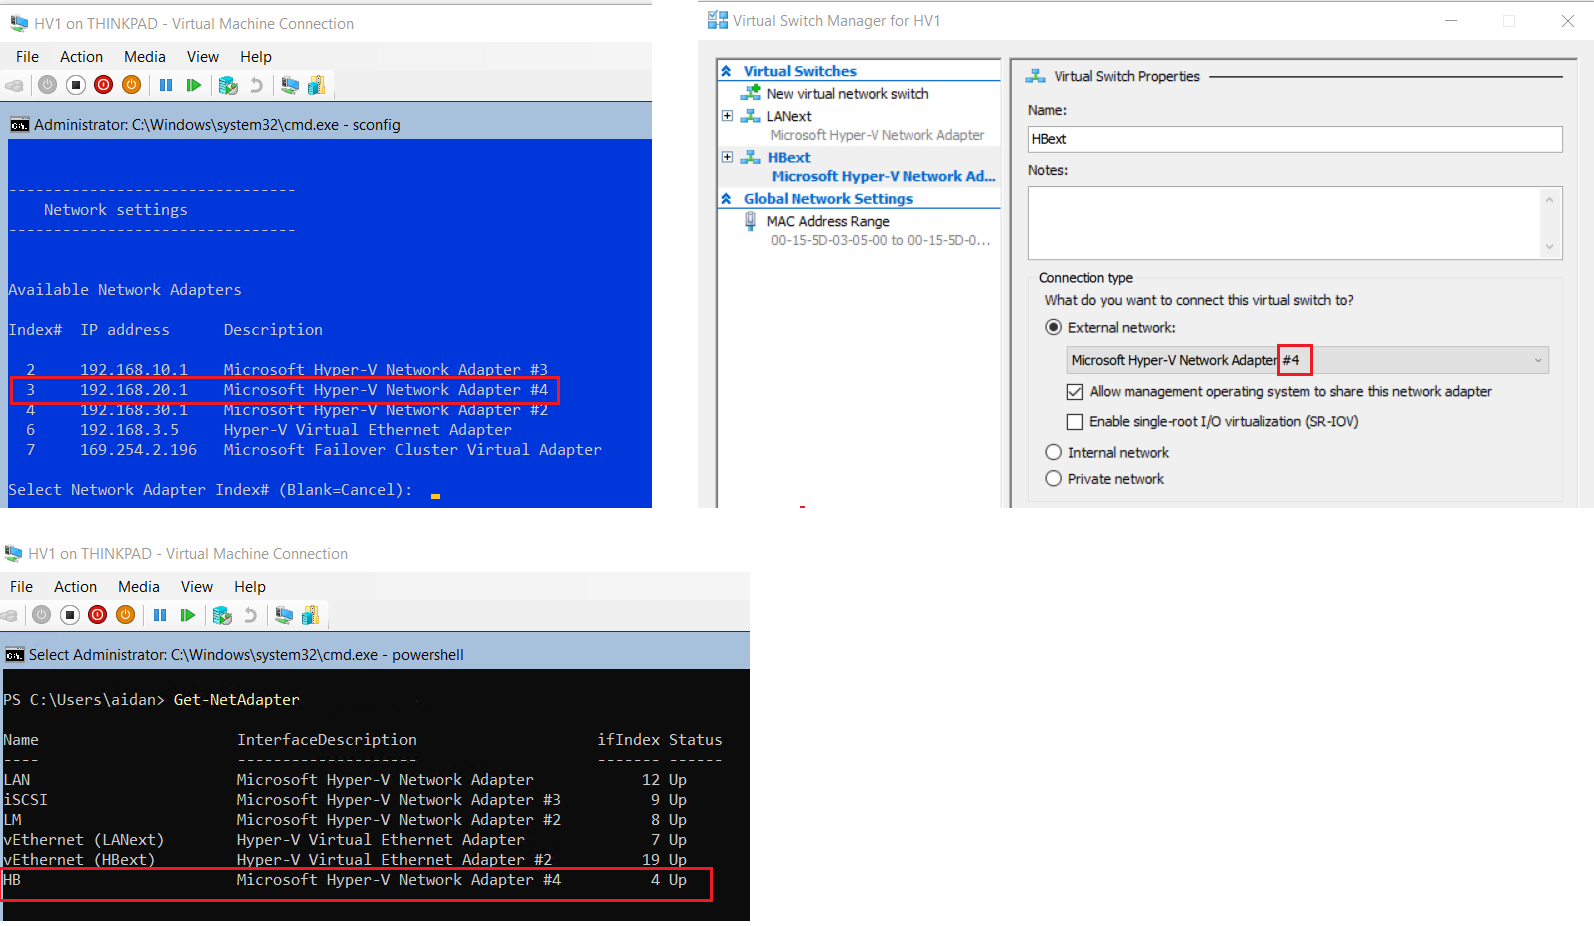 HV1 on THINKPAD - Virtual Machine Connection
File Action Media View Help
Administrator: C:\Windows\system32\cmd.exe - sconfig
--------------------------------
Network settings
--------------------------------
Available Network Adapters
Index# IP address Description
2 192.168.10.1 Microsoft Hyper-V Network Adapter #3
3 192.168.20.1 Microsoft Hyper-V Network Adapter #4
4 192.168.30.1 Microsoft Hyper-V Network Adapter #2
6 192.168.3.5 Hyper-V Virtual Ethernet Adapter
7 169.254.2.196 Microsoft Failover Cluster Virtual Adapter
Select Network Adapter Index# (Blank=Cancel):
Virtual Switch Manager for HV1
Virtual Switches
New virtual network switch
LANext
Microsoft Hyper-V Network Adapter
HBext
Microsoft Hyper-V Network Ad...
Global Network Settings
MAC Address Range
00-15-5D-03-05-00 to 00-15-5D-0...
Virtual Switch Properties
Name:
HBext
Notes:
Connection type
What do you want to connect this virtual switch to?
External network:
Microsoft Hyper-V Network Adapter #4
Allow management operating system to share this network adapter
Enable single-root I/O virtualization (SR-IOV)
Internal network
Private network
HV1 on THINKPAD - Virtual Machine Connection
File Action Media View Help
Select Administrator: C:\Windows\system32\cmd.exe - powershell
PS C:\Users\aidan> Get-NetAdapter
Name InterfaceDescription ifIndex Status
---- -------------------- ------- ------
LAN Microsoft Hyper-V Network Adapter 12 Up
iSCSI Microsoft Hyper-V Network Adapter #3 9 Up
LM Microsoft Hyper-V Network Adapter #2 8 Up
vEthernet (LANext) Hyper-V Virtual Ethernet Adapter 7 Up
vEthernet (HBext) Hyper-V Virtual Ethernet Adapter #2 19 Up
HB Microsoft Hyper-V Network Adapter #4 4 Up